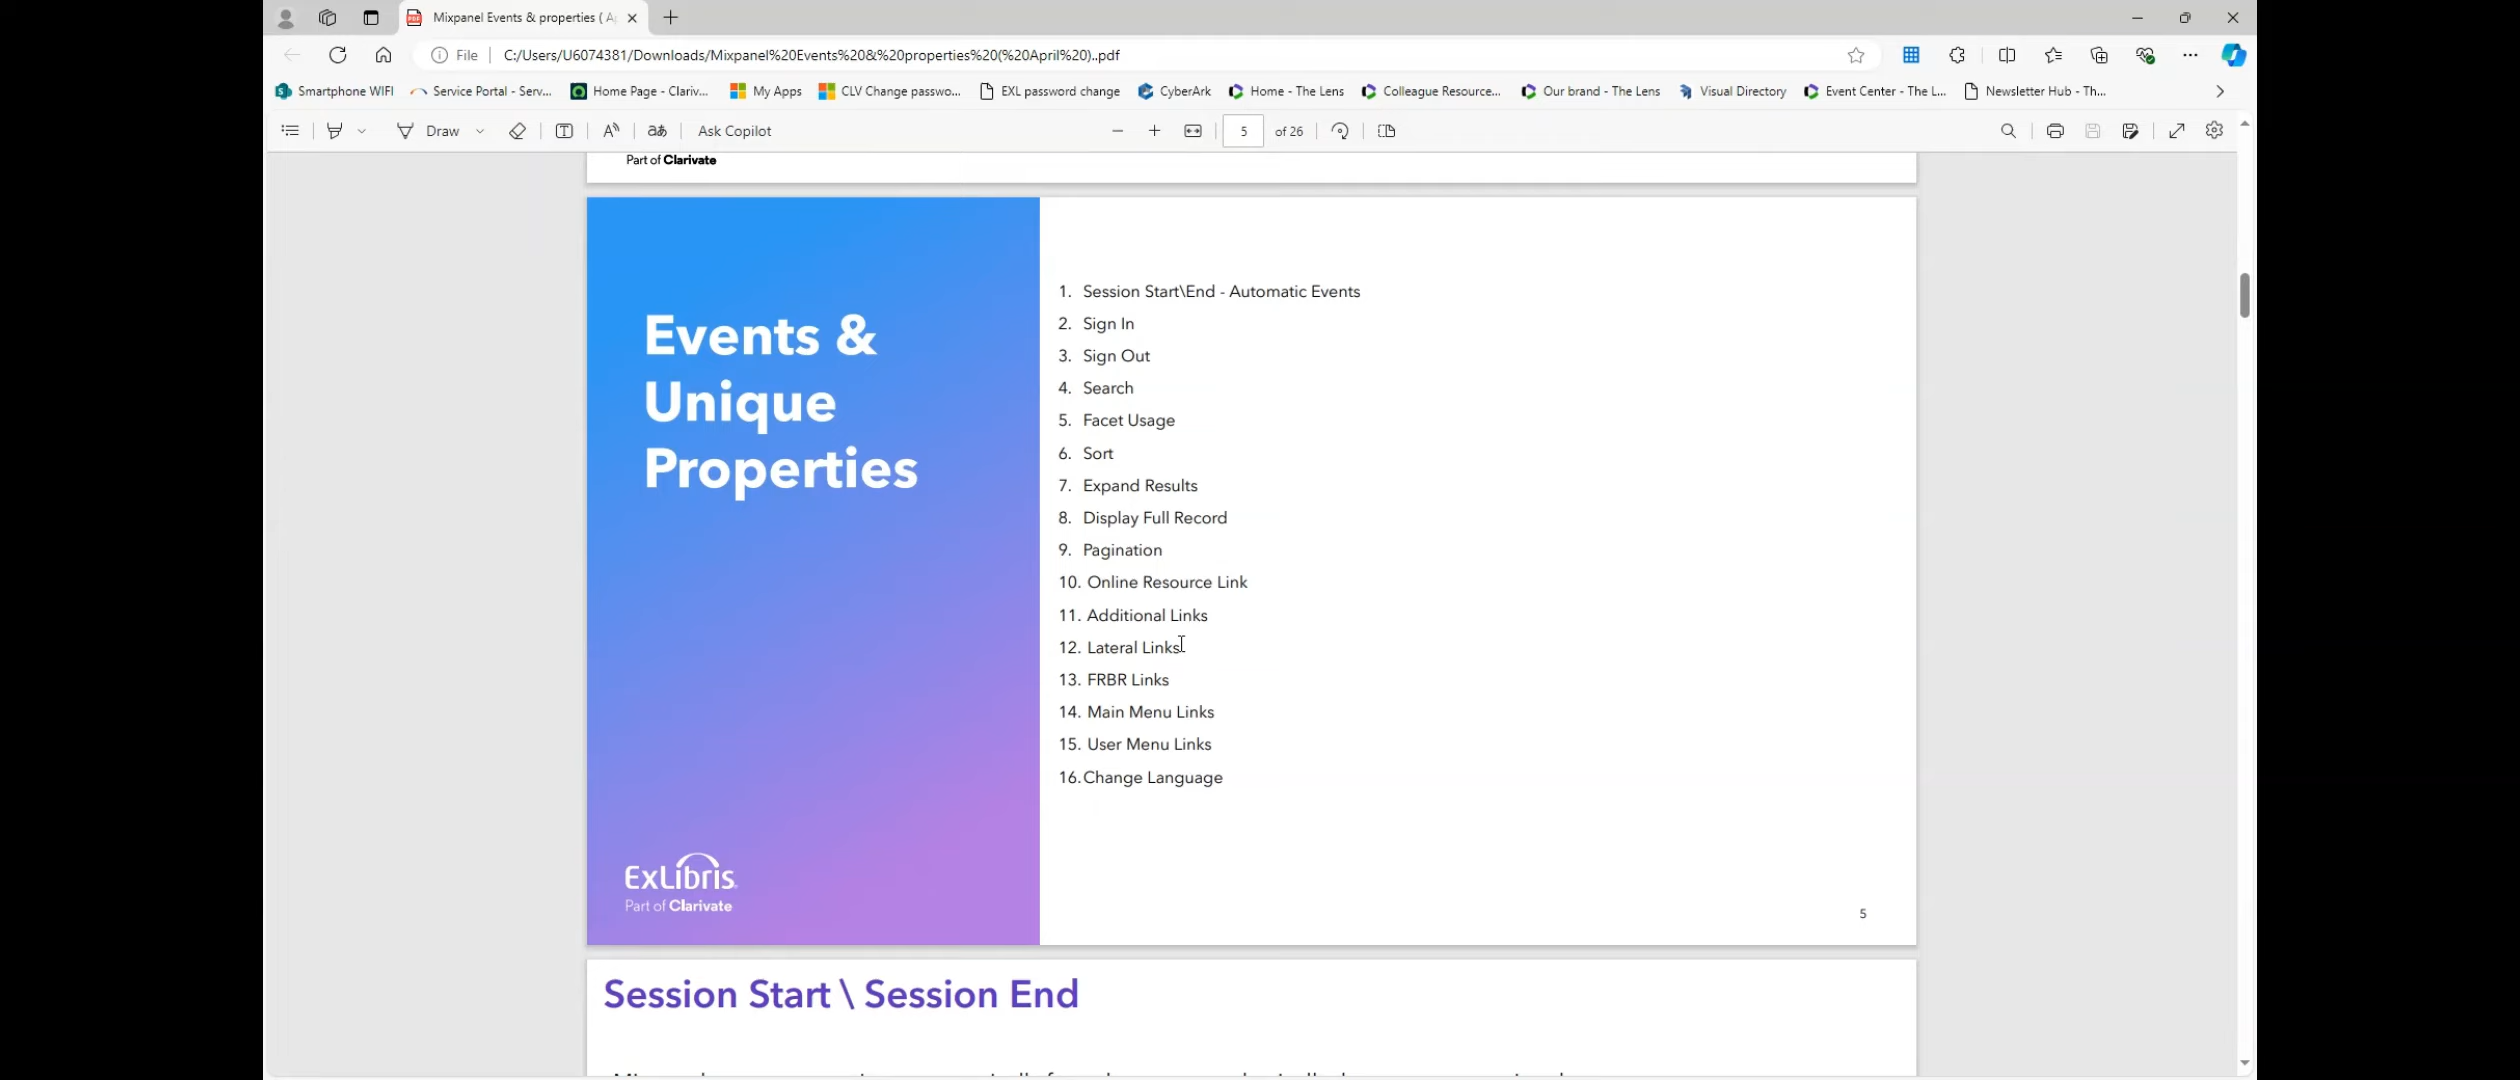 Mixpanel Events & properties ( A
File
C:/Users/U6074381/Downloads/Mixpanel%20Events%20&%20properties%20(%20April%20)..pdf
Smartphone WIFI
Service Portal - Serv...
Home Page - Clariv...
My Apps
CLV Change passwo...
EXL password change
CyberArk
Home - The Lens
Colleague Resource...
Our brand - The Lens
Visual Directory
Event Center - The L...
Newsletter Hub - Th...
Draw
Ask Copilot
5 of 26
Part of Clarivate
Events &
Unique
Properties
1. Session Start\End - Automatic Events
2. Sign In
3. Sign Out
4. Search
5. Facet Usage
6. Sort
7. Expand Results
8. Display Full Record
9. Pagination
10. Online Resource Link
11. Additional Links
12. Lateral Links
13. FRBR Links
14. Main Menu Links
15. User Menu Links
16. Change Language
ExLibris
Part of Clarivate
5
Session Start \ Session End